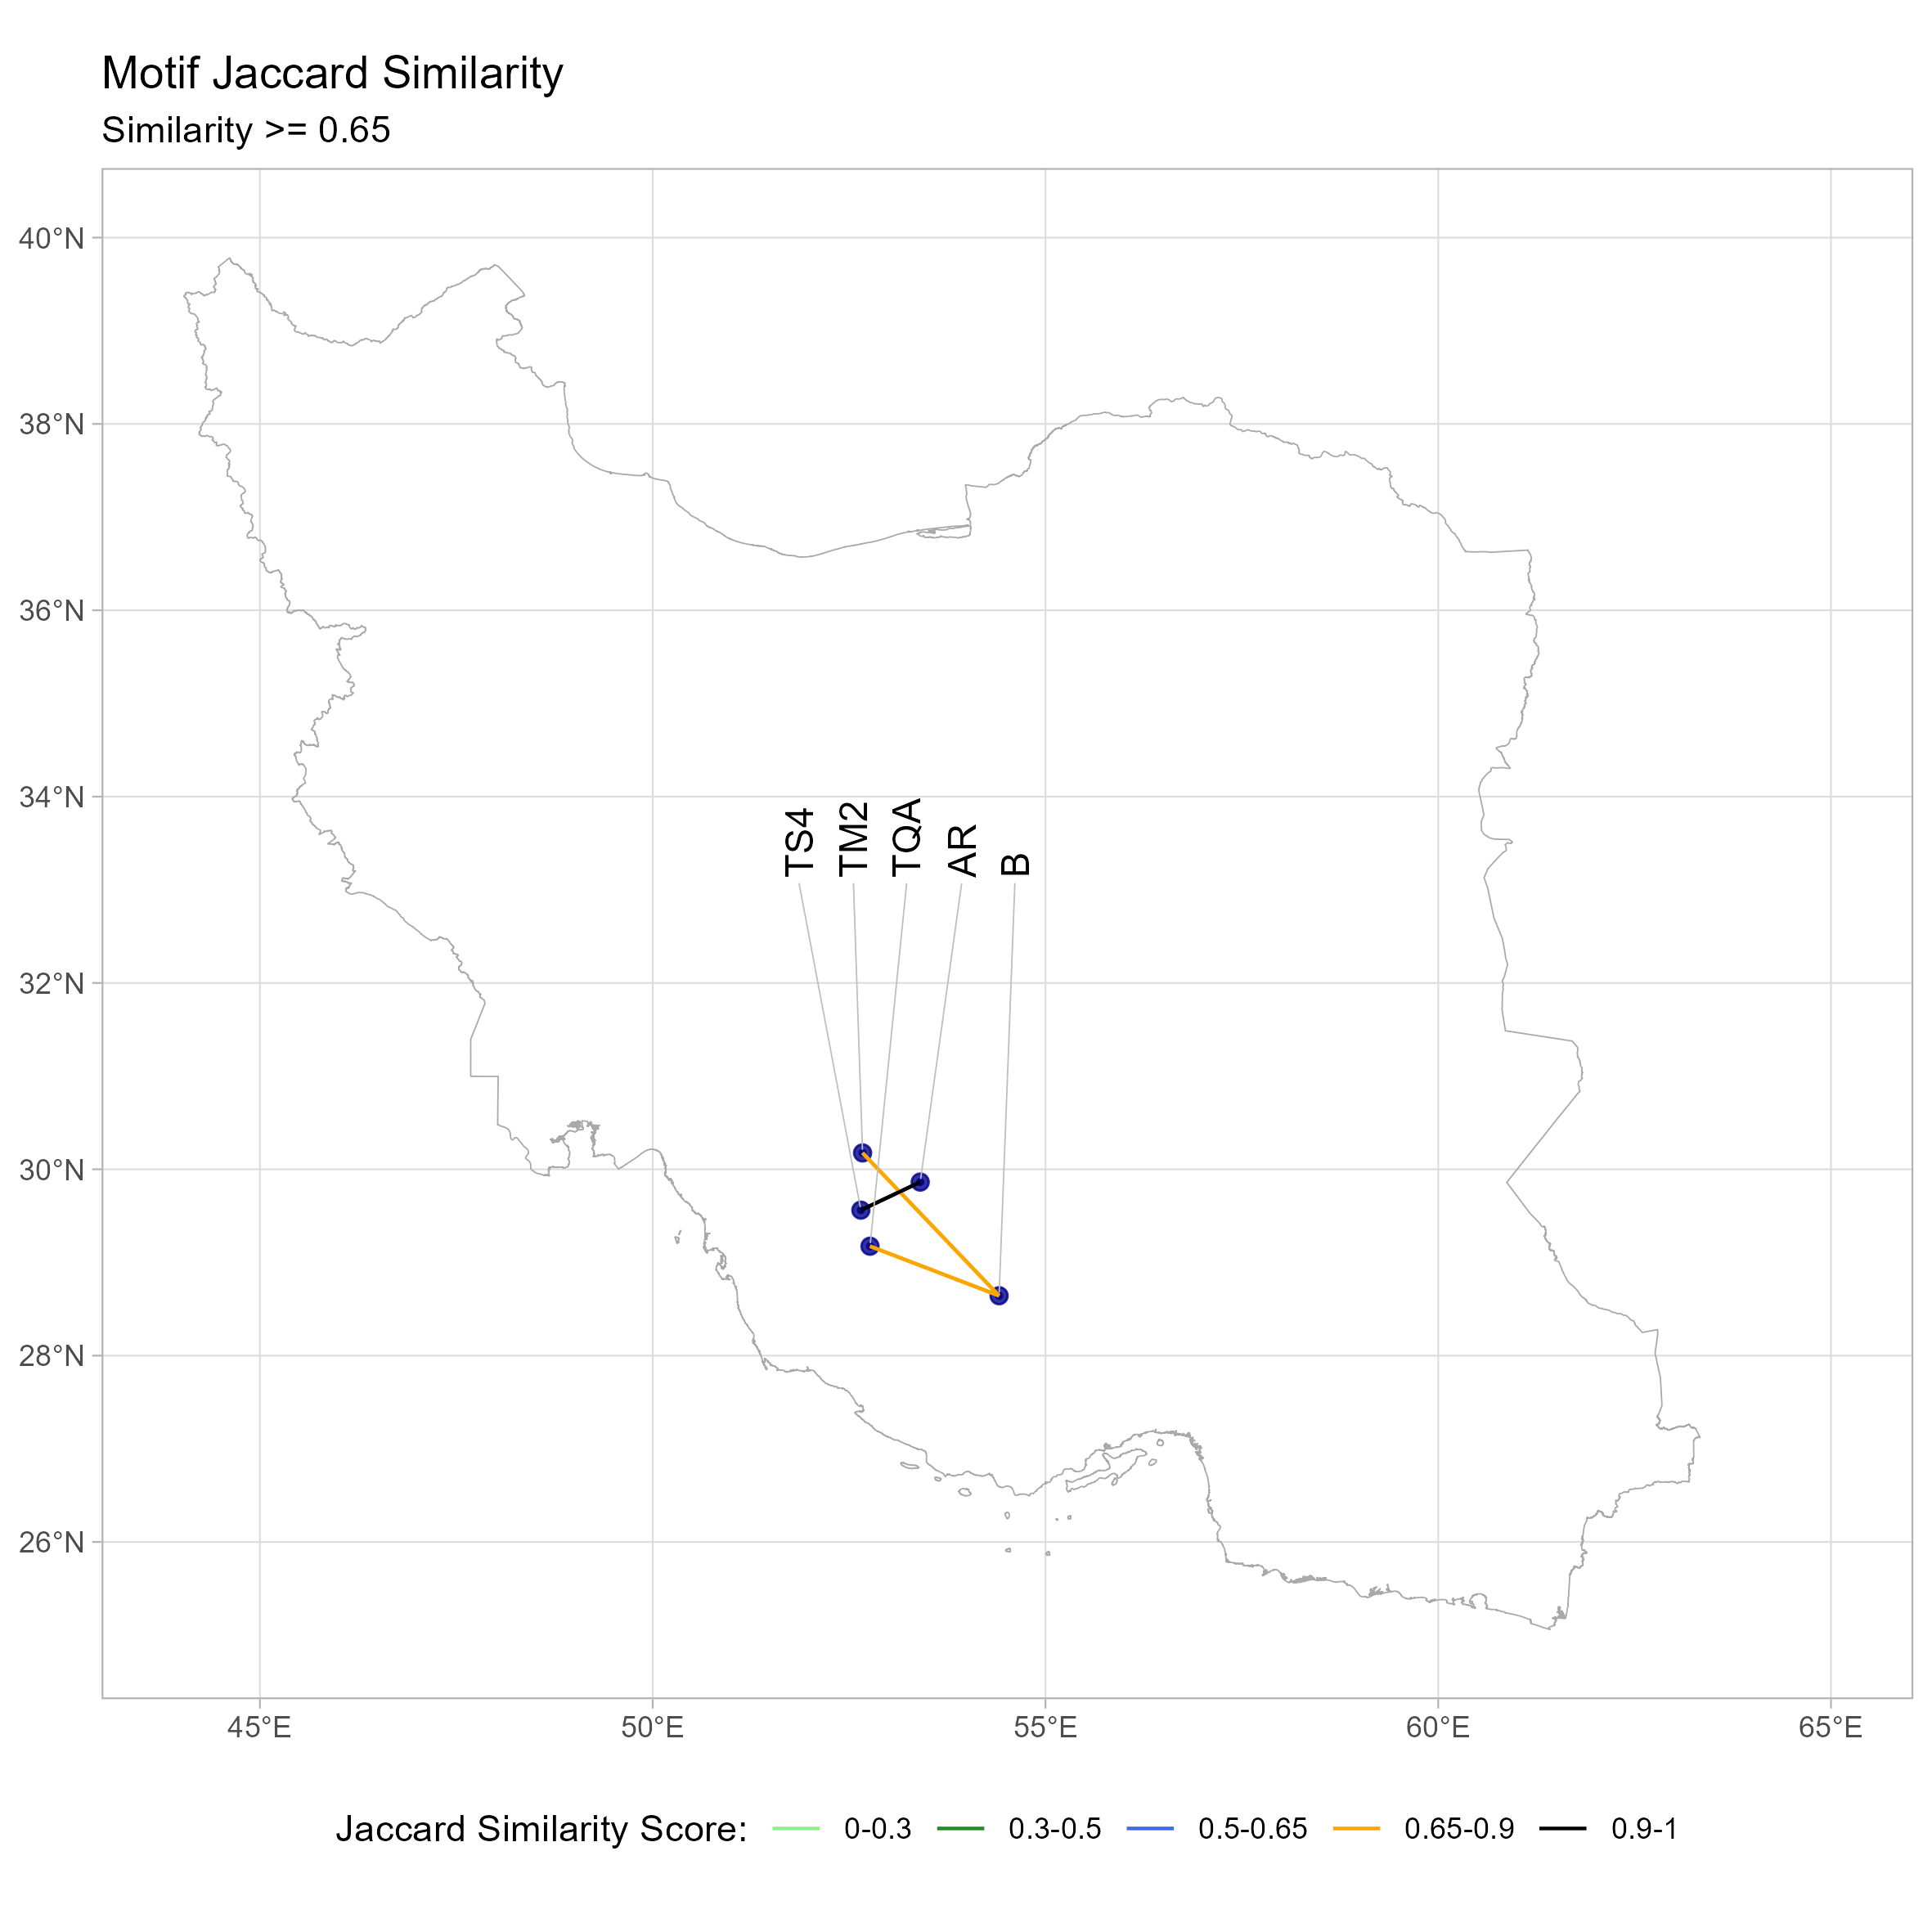 Motif Jaccard Similarity
Similarity >= 0.65
40°N
38°N
36°N
34°N
32°N
30°N
28°N
26°N
TS4
TM2
TQA
AR
B
45°E 50°E 55°E 60°E 65°E
Jaccard Similarity Score: 0-0.3 0.3-0.5 0.5-0.65 0.65-0.9 0.9-1